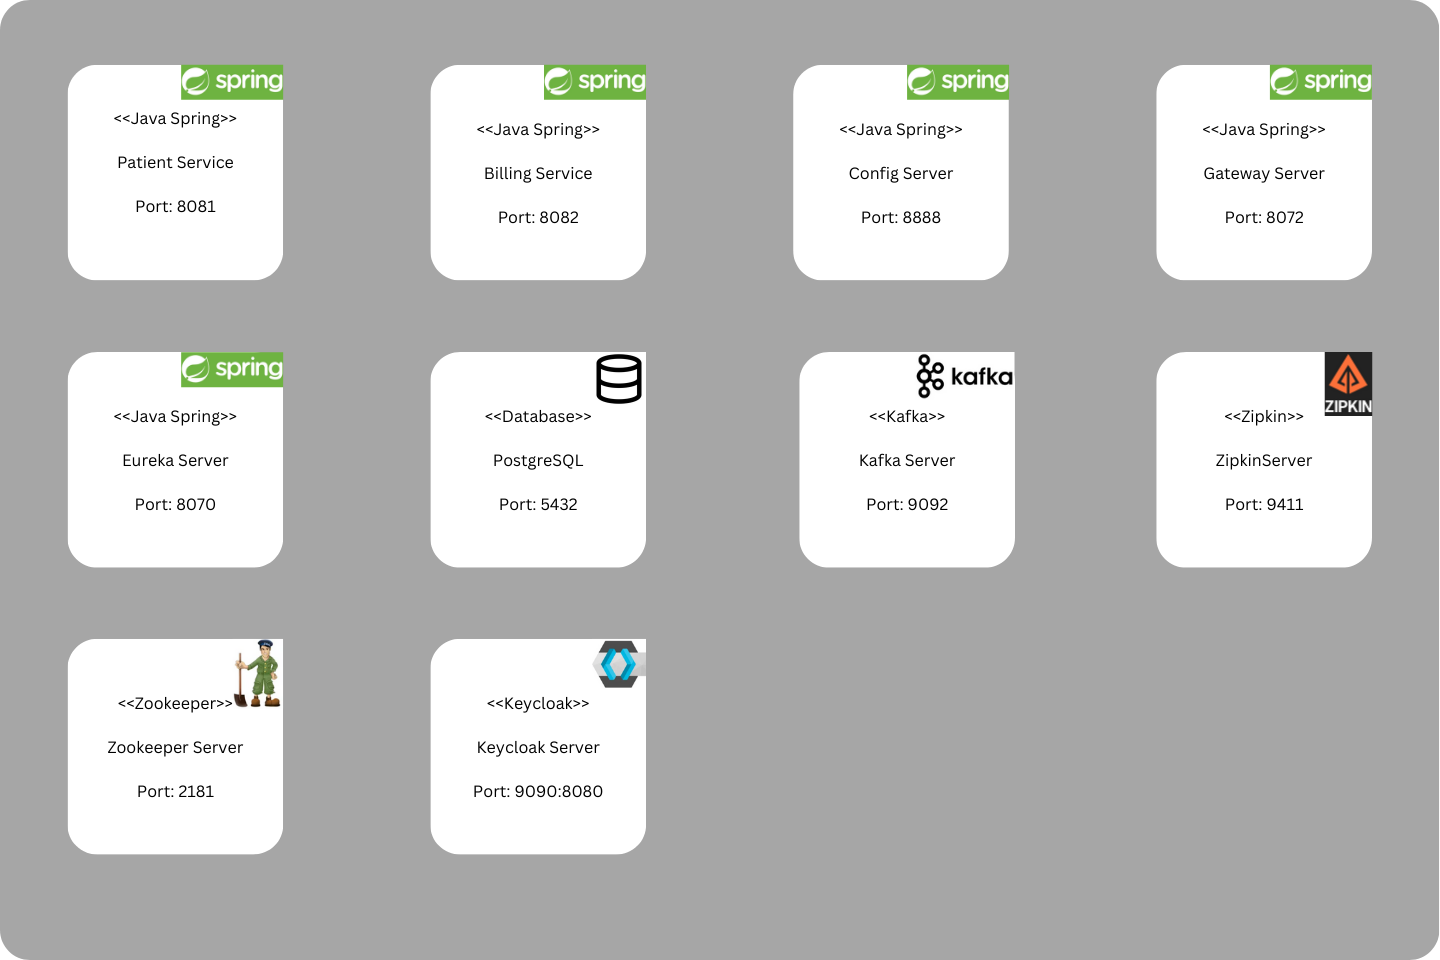 spring
<<Java Spring>>
Patient Service
Port: 8081
spring
<<Java Spring>>
Billing Service
Port: 8082
spring
<<Java Spring>>
Config Server
Port: 8888
spring
<<Java Spring>>
Gateway Server
Port: 8072
spring
<<Java Spring>>
Eureka Server
Port: 8070
<<Database>>
PostgreSQL
Port: 5432
kafka
<<Kafka>>
Kafka Server
Port: 9092
ZIPKIN
<<Zipkin>>
ZipkinServer
Port: 9411
<<Zookeeper>>
Zookeeper Server
Port: 2181
<<Keycloak>>
Keycloak Server
Port: 9090:8080